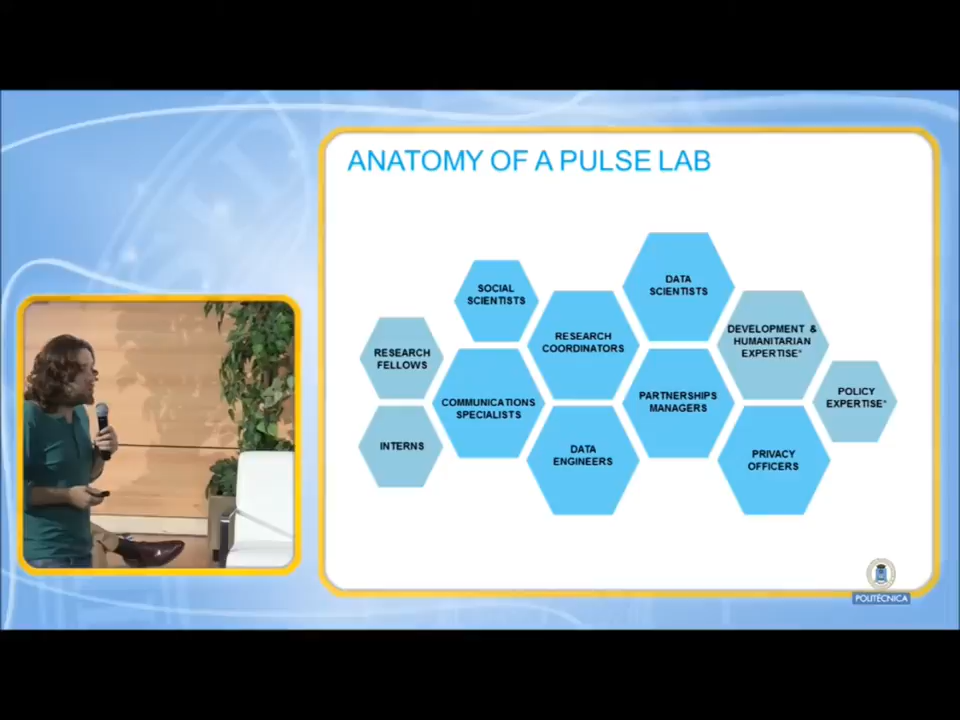 ANATOMY OF A PULSE LAB
SOCIAL
SCIENTISTS
DATA
SCIENTISTS
RESEARCH
FELLOWS
RESEARCH
COORDINATORS
DEVELOPMENT &
HUMANITARIAN
EXPERTISE*
COMMUNICATIONS
SPECIALISTS
PARTNERSHIPS
MANAGERS
POLICY
EXPERTISE*
INTERNS
DATA
ENGINEERS
PRIVACY
OFFICERS
POLITÉCNICA